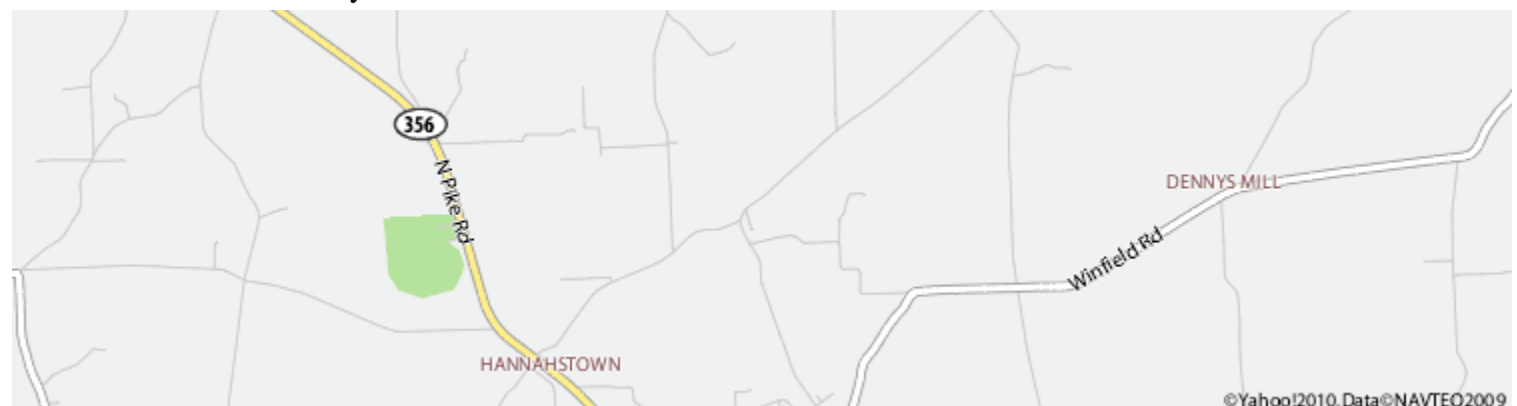 356
N Pike Rd
DENNYS MILL
Winfield Rd
HANNAHSTOWN
©Yahoo!2010, Data©NAVTEQ2009